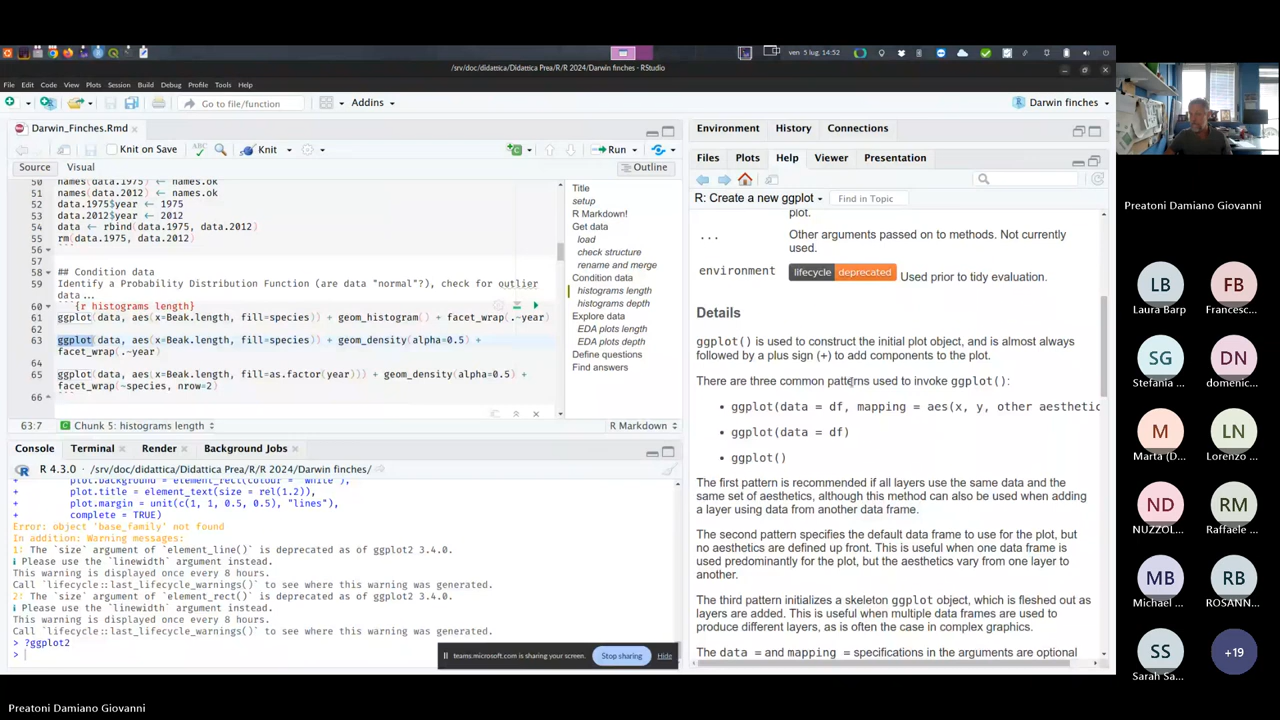 ven 5 lug, 14:52
/srv/doc/didattica/Didattica Prea/R/R 2024/Darwin finches - RStudio
File Edit Code View Plots Session Build Debug Profile Tools Help
Go to file/function
Addins
Darwin finches
Darwin_Finches.Rmd
Knit on Save
Knit
Run
Source Visual
Outline
50 names(data.1975) ← names.ok
51 names(data.2012) ← names.ok
52 data.1975$year ← 1975
53 data.2012$year ← 2012
54 data ← rbind(data.1975, data.2012)
55 rm(data.1975, data.2012)
56 ```
57
58 ## Condition data
59 Identify a Probability Distribution Function (are data "normal"?), check for outlier
data…
60 ```{r histograms length}
61 ggplot(data, aes(x=Beak.length, fill=species)) + geom_histogram() + facet_wrap(.~year)
62
63 ggplot(data, aes(x=Beak.length, fill=species)) + geom_density(alpha=0.5) +
facet_wrap(.~year)
64
65 ggplot(data, aes(x=Beak.length, fill=as.factor(year))) + geom_density(alpha=0.5) +
facet_wrap(~species, nrow=2)
66 ```
63:7 Chunk 5: histograms length
R Markdown
Title
setup
R Markdown!
Get data
load
check structure
rename and merge
Condition data
histograms length
histograms depth
Explore data
EDA plots length
EDA plots depth
Define questions
Find answers
Console Terminal Render Background Jobs
R 4.3.0 · /srv/doc/didattica/Didattica Prea/R/R 2024/Darwin finches/
+ plot.background = element_rect(colour = "white"),
+ plot.title = element_text(size = rel(1.2)),
+ plot.margin = unit(c(1, 1, 0.5, 0.5), "lines"),
+ complete = TRUE)
Error: object 'base_family' not found
In addition: Warning messages:
1: The `size` argument of `element_line()` is deprecated as of ggplot2 3.4.0.
ℹ Please use the `linewidth` argument instead.
This warning is displayed once every 8 hours.
Call `lifecycle::last_lifecycle_warnings()` to see where this warning was generated.
2: The `size` argument of `element_rect()` is deprecated as of ggplot2 3.4.0.
ℹ Please use the `linewidth` argument instead.
This warning is displayed once every 8 hours.
Call `lifecycle::last_lifecycle_warnings()` to see where this warning was generated.
> ?ggplot2
>
teams.microsoft.com is sharing your screen.
Stop sharing
Hide
Environment History Connections
Files Plots Help Viewer Presentation
R: Create a new ggplot
Find in Topic
plot.
... Other arguments passed on to methods. Not currently
used.
environment lifecycle deprecated Used prior to tidy evaluation.
Details
ggplot() is used to construct the initial plot object, and is almost always
followed by a plus sign (+) to add components to the plot.
There are three common patterns used to invoke ggplot():
• ggplot(data = df, mapping = aes(x, y, other aesthetic
• ggplot(data = df)
• ggplot()
The first pattern is recommended if all layers use the same data and the
same set of aesthetics, although this method can also be used when adding
a layer using data from another data frame.
The second pattern specifies the default data frame to use for the plot, but
no aesthetics are defined up front. This is useful when one data frame is
used predominantly for the plot, but the aesthetics vary from one layer to
another.
The third pattern initializes a skeleton ggplot object, which is fleshed out as
layers are added. This is useful when multiple data frames are used to
produce different layers, as is often the case in complex graphics.
The data = and mapping = specifications in the arguments are optional
Preatoni Damiano Giovanni
LB
Laura Barp
FB
Francesc...
SG
Stefania ...
DN
domenic...
M
Marta (D...
LN
Lorenzo ...
ND
NUZZOL...
RM
Raffaele ...
MB
Michael ...
RB
ROSANN...
SS
Sarah Sa...
+19
Preatoni Damiano Giovanni